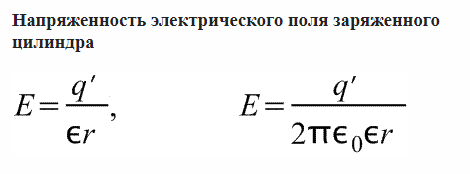 Напряженность электрического поля заряженного
цилиндра
E = q′/ϵr, E = q′/2πϵ₀ϵr